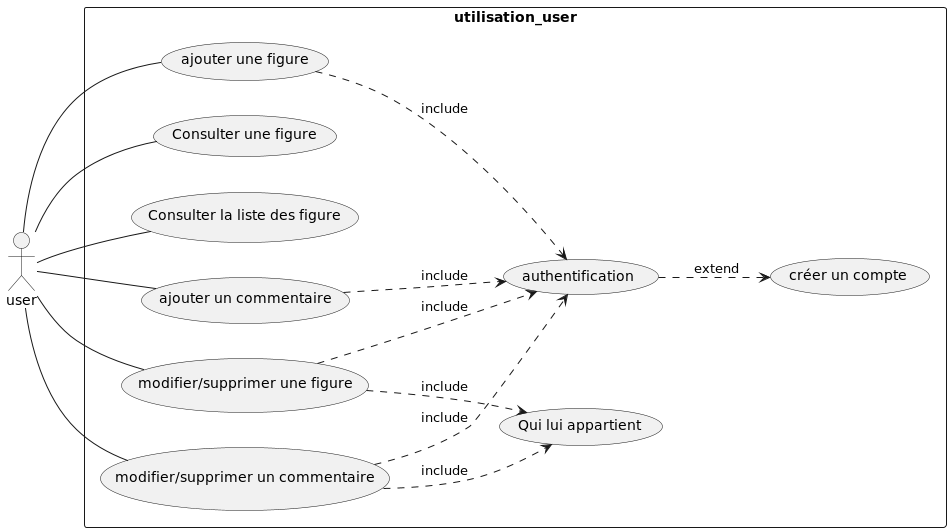 utilisation_user
ajouter une figure
include
Consulter une figure
Consulter la liste des figure
user
ajouter un commentaire
include
authentification
extend
créer un compte
include
modifier/supprimer une figure
include
include
Qui lui appartient
modifier/supprimer un commentaire
include